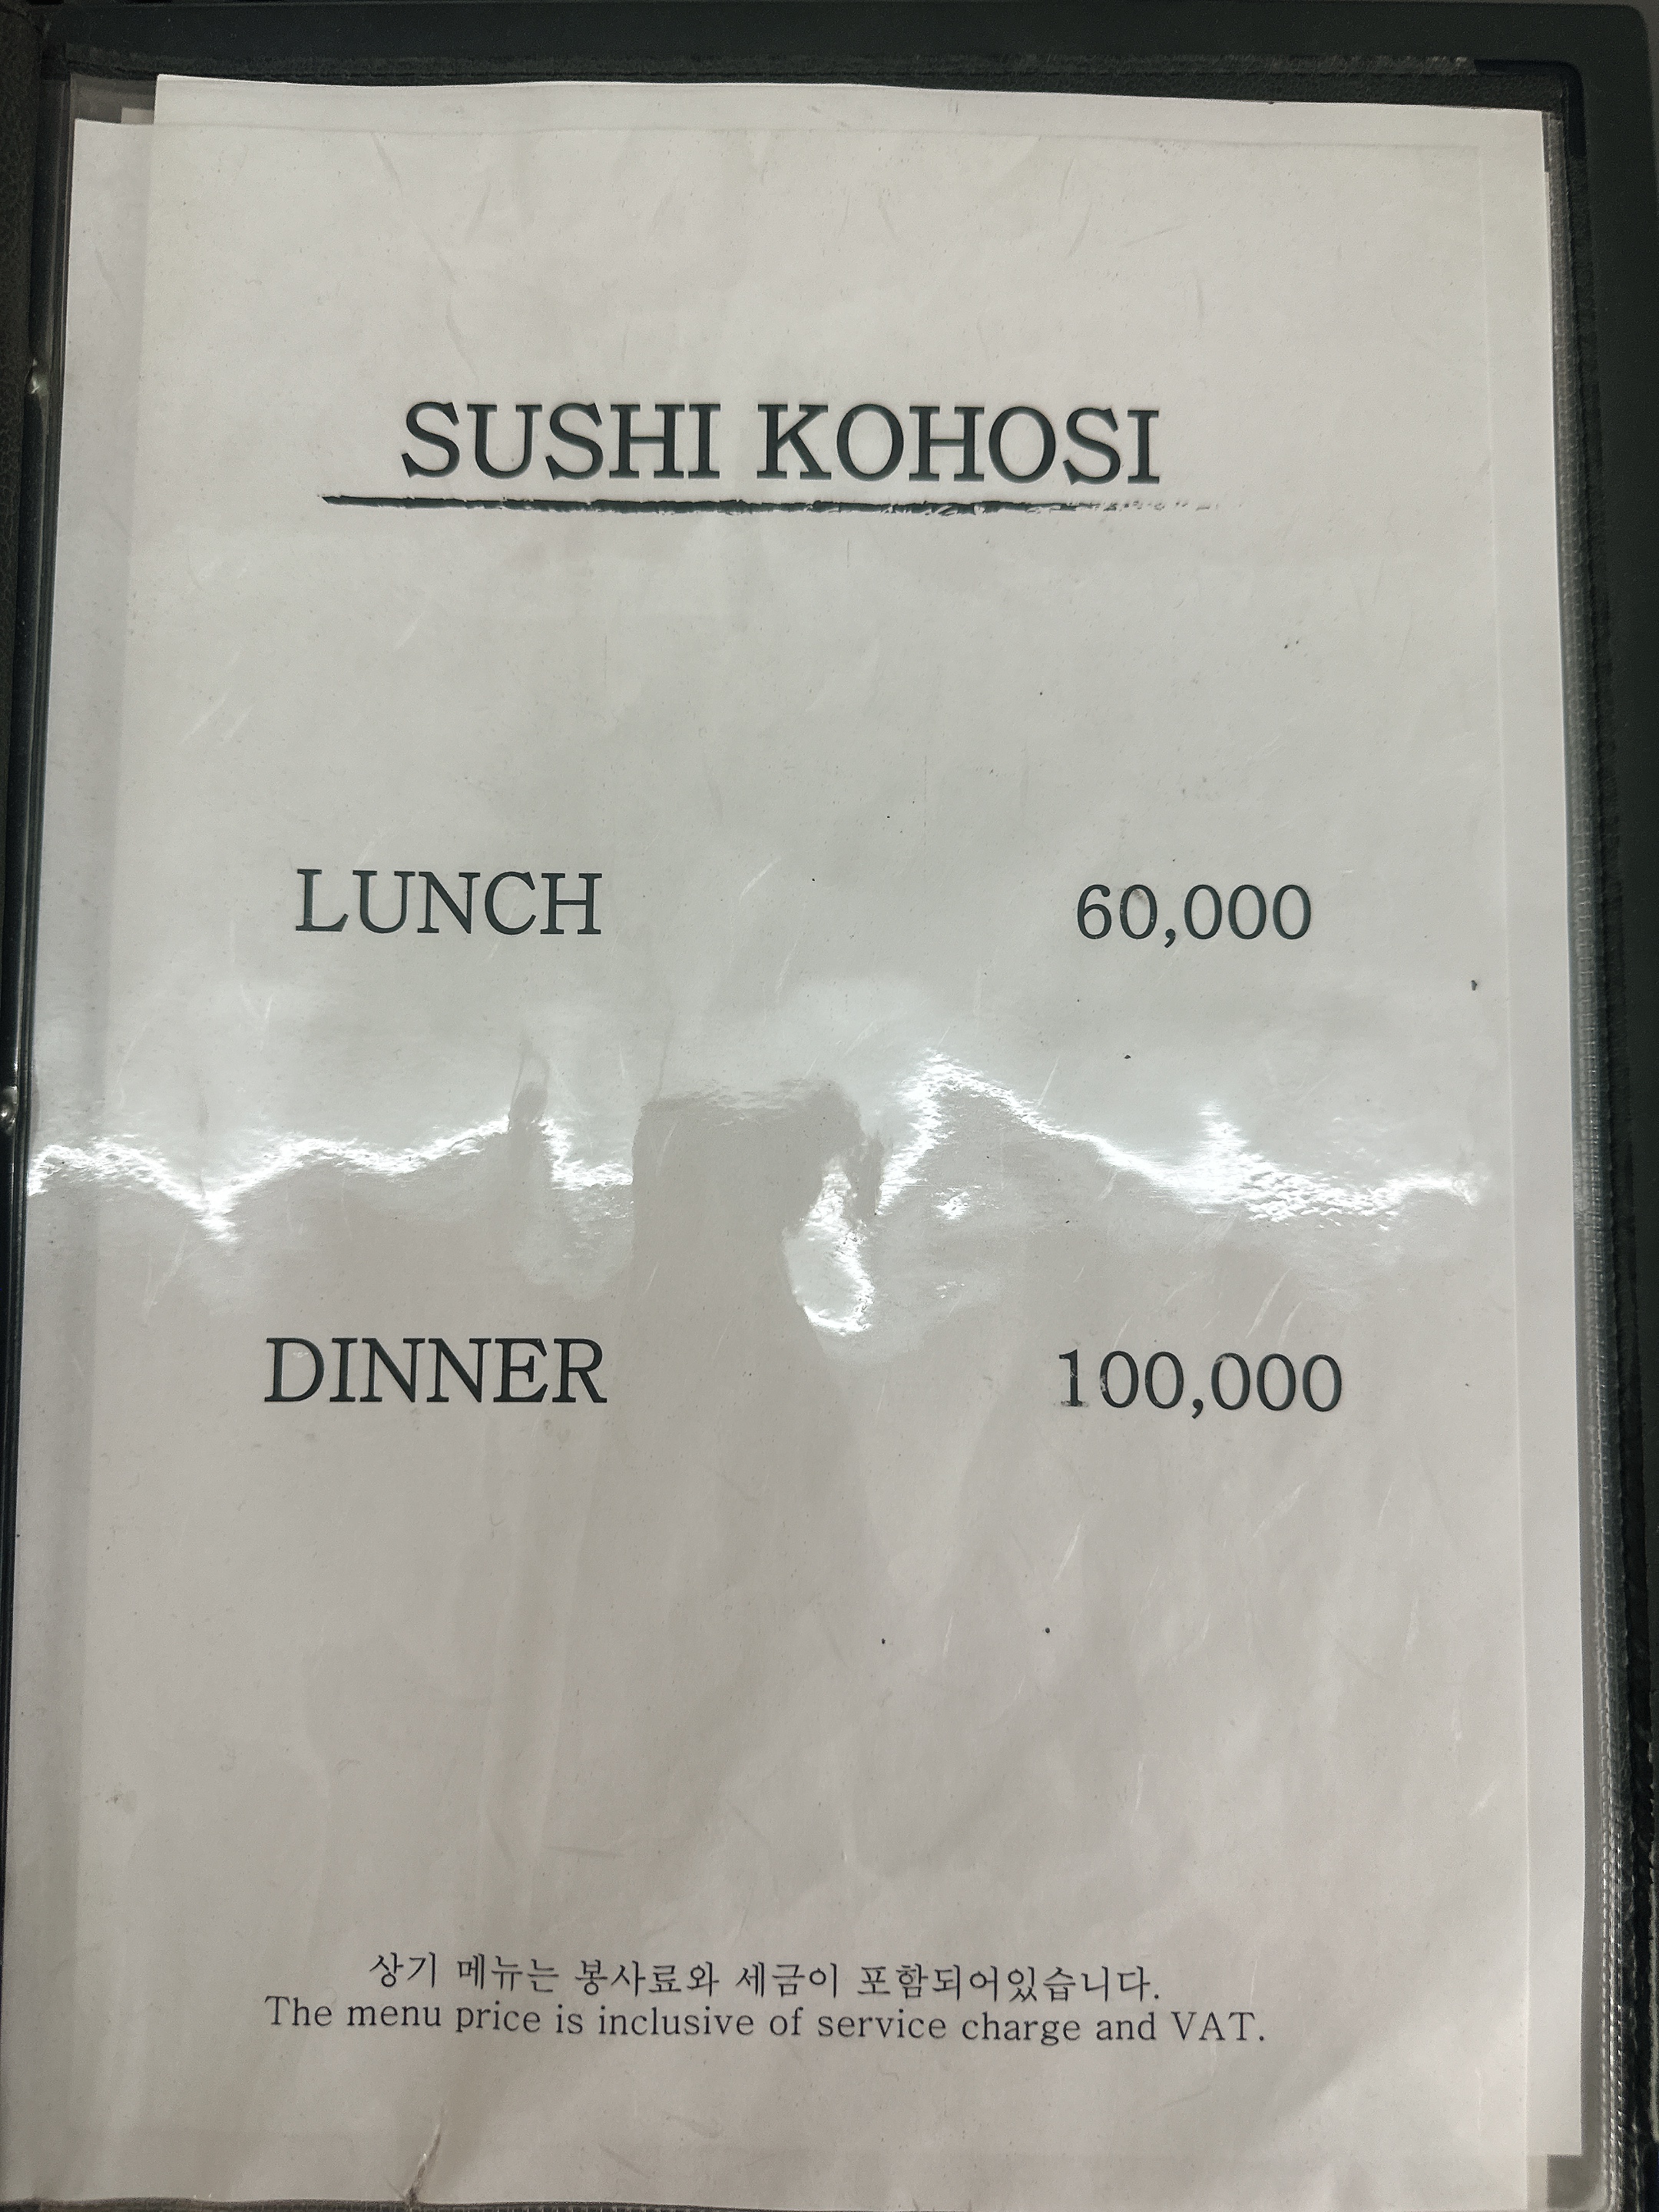 SUSHI KOHOSI
LUNCH 60,000
DINNER 100,000
상기 메뉴는 봉사료와 세금이 포함되어있습니다.
The menu price is inclusive of service charge and VAT.